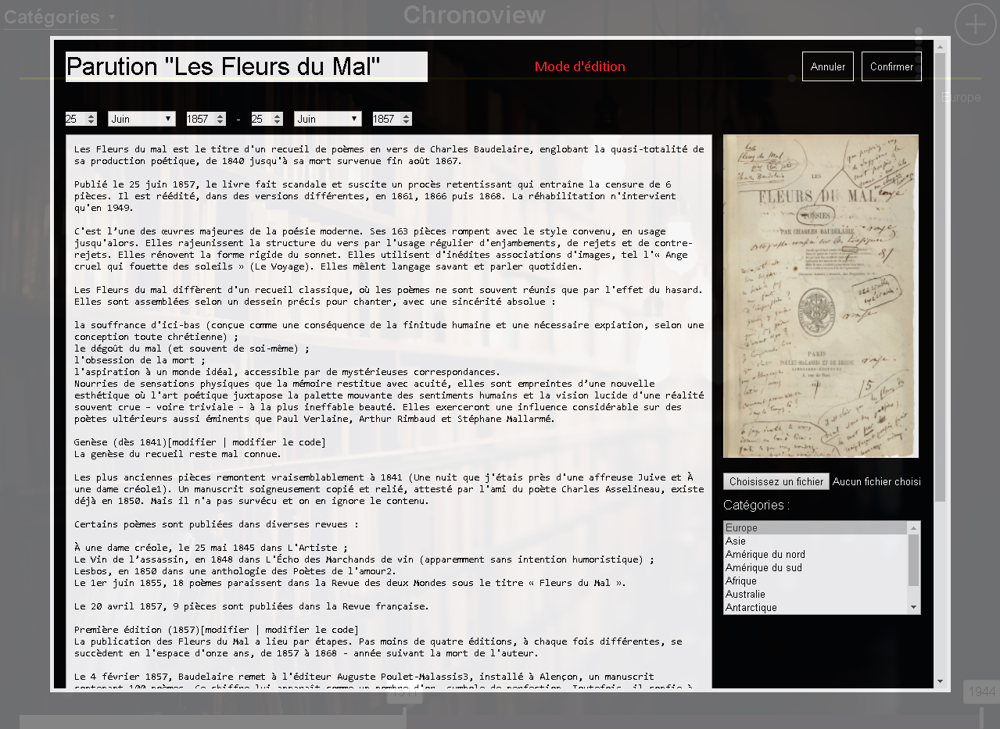 Catégories ▼
Chronoview
Parution "Les Fleurs du Mal"
Mode d'édition
Annuler
Confirmer
Europe
25 Juin 1857 - 25 Juin 1857
Les Fleurs du mal est le titre d'un recueil de poèmes en vers de Charles Baudelaire, englobant la quasi-totalité de
sa production poétique, de 1840 jusqu'à sa mort survenue fin août 1867.
Publié le 25 juin 1857, le livre fait scandale et suscite un procès retentissant qui entraîne la censure de 6
pièces. Il est réédité, dans des versions différentes, en 1861, 1866 puis 1868. La réhabilitation n'intervient
qu'en 1949.
C'est l’une des œuvres majeures de la poésie moderne. Ses 163 pièces rompent avec le style convenu, en usage
jusqu'alors. Elles rajeunissent la structure du vers par l'usage régulier d'enjambements, de rejets et de contre-
rejets. Elles rénovent la forme rigide du sonnet. Elles utilisent d'inédites associations d'images, tel l'« Ange
cruel qui fouette des soleils » (Le Voyage). Elles mêlent langage savant et parler quotidien.
Les Fleurs du mal diffèrent d'un recueil classique, où les poèmes ne sont souvent réunis que par l'effet du hasard.
Elles sont assemblées selon un dessein précis pour chanter, avec une sincérité absolue :
la souffrance d'ici-bas (conçue comme une conséquence de la finitude humaine et une nécessaire expiation, selon une
conception toute chrétienne) ;
le dégoût du mal (et souvent de soi-même) ;
l'obsession de la mort ;
l'aspiration à un monde idéal, accessible par de mystérieuses correspondances.
Nourries de sensations physiques que la mémoire restitue avec acuité, elles sont empreintes d’une nouvelle
esthétique où l'art poétique juxtapose la palette mouvante des sentiments humains et la vision lucide d'une réalité
souvent crue - voire triviale - à la plus ineffable beauté. Elles exerceront une influence considérable sur des
poètes ultérieurs aussi éminents que Paul Verlaine, Arthur Rimbaud et Stéphane Mallarmé.
Genèse (dès 1841)[modifier | modifier le code]
La genèse du recueil reste mal connue.
Les plus anciennes pièces remontent vraisemblablement à 1841 (Une nuit que j'étais près d'une affreuse Juive et À
une dame créole1). Un manuscrit soigneusement copié et relié, attesté par l'ami du poète Charles Asselineau, existe
déjà en 1850. Mais il n'a pas survécu et on en ignore le contenu.
Certains poèmes sont publiées dans diverses revues :
À une dame créole, le 25 mai 1845 dans L'Artiste ;
Le Vin de l’assassin, en 1848 dans L'Écho des Marchands de vin (apparemment sans intention humoristique) ;
Lesbos, en 1850 dans une anthologie des Poètes de l'amour2.
Le 1er juin 1855, 18 poèmes paraissent dans la Revue des deux Mondes sous le titre « Fleurs du Mal ».
Le 20 avril 1857, 9 pièces sont publiées dans la Revue française.
Première édition (1857)[modifier | modifier le code]
La publication des Fleurs du Mal a lieu par étapes. Pas moins de quatre éditions, à chaque fois différentes, se
succèdent en l'espace d'onze ans, de 1857 à 1868 - année suivant la mort de l'auteur.
Le 4 février 1857, Baudelaire remet à l'éditeur Auguste Poulet-Malassis3, installé à Alençon, un manuscrit
contenant 100 poèmes. Ce chiffre lui apparaît comme un nombre d'or, symbole de perfection. Toutefois, il confie à
LES
FLEURS DU MAL
POÉSIES
PAR CHARLES BAUDELAIRE
PARIS
POULET-MALASSIS ET DE BROISE
LIBRAIRES-ÉDITEURS
Choisissez un fichier Aucun fichier choisi
Catégories :
Europe
Asie
Amérique du nord
Amérique du sud
Afrique
Australie
Antarctique
1944